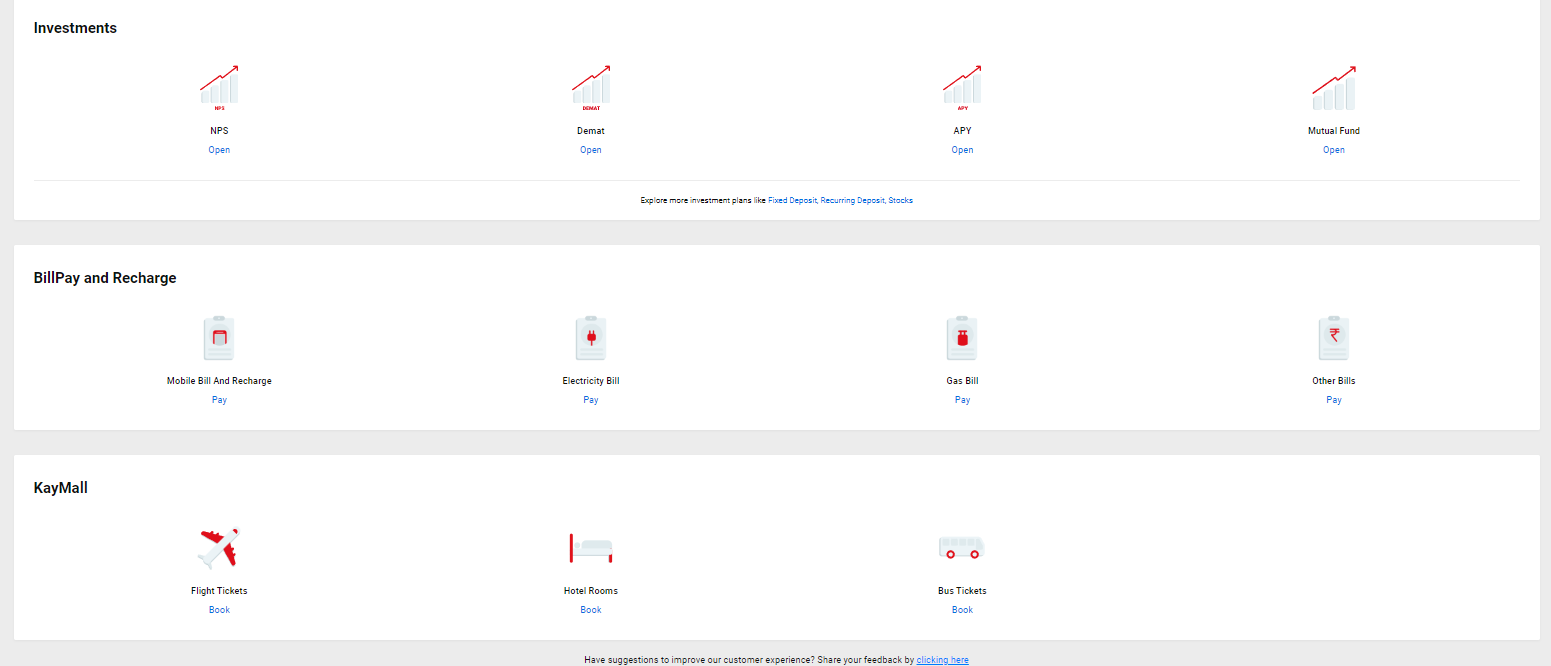 Investments
NPS DEMAT APY
NPS Demat APY Mutual Fund
Open Open Open Open
Explore more investment plans like Fixed Deposit, Recurring Deposit, Stocks
BillPay and Recharge
₹
Mobile Bill And Recharge Electricity Bill Gas Bill Other Bills
Pay Pay Pay Pay
KayMall
Flight Tickets Hotel Rooms Bus Tickets
Book Book Book
Have suggestions to improve our customer experience? Share your feedback by clicking here